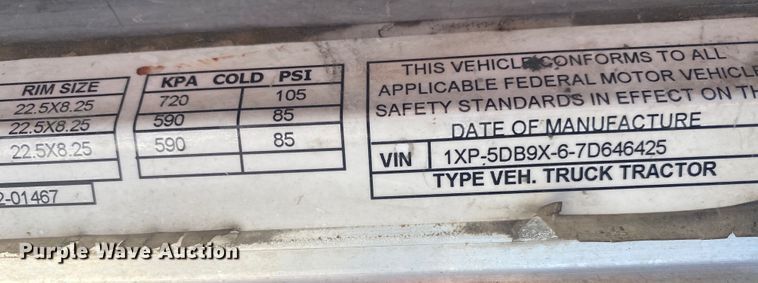 RIM SIZE
22.5X8.25
22.5X8.25
22.5X8.25
2-01467
KPA COLD PSI
720 105
590 85
590 85
THIS VEHICLE CONFORMS TO ALL
APPLICABLE FEDERAL MOTOR VEHICLE
SAFETY STANDARDS IN EFFECT ON TH
DATE OF MANUFACTURE
VIN 1XP-5DB9X-6-7D646425
TYPE VEH. TRUCK TRACTOR
Purple Wave Auction